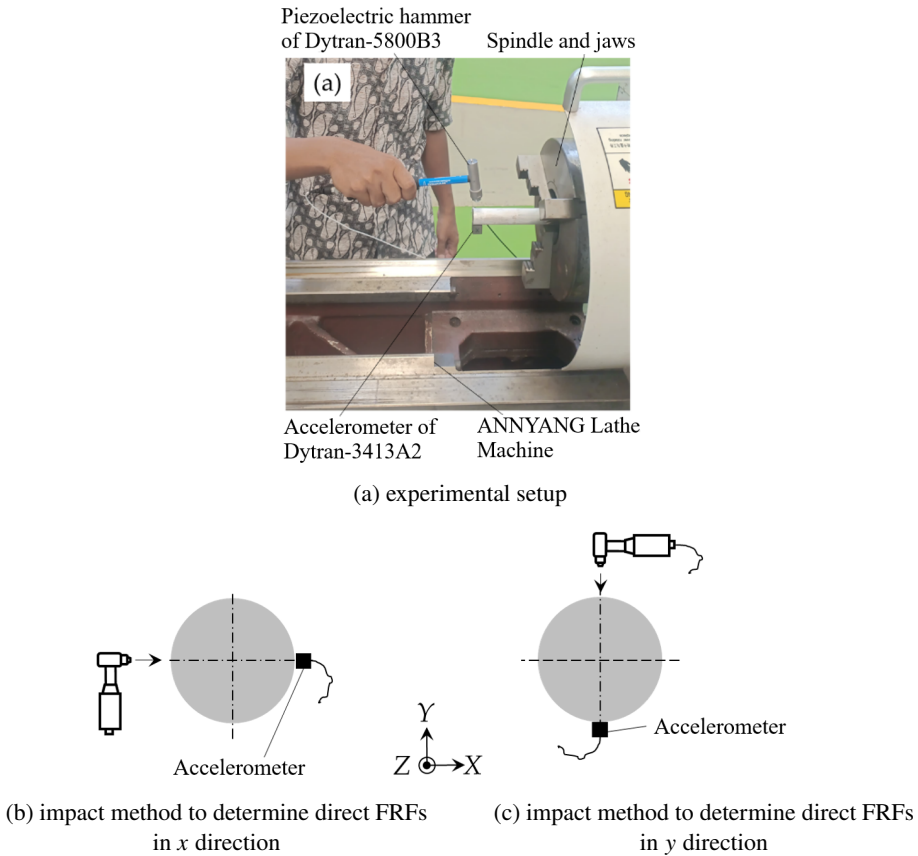 Piezoelectric hammer
of Dytran-5800B3
Spindle and jaws
(a)
Accelerometer of
Dytran-3413A2
ANNYANG Lathe
Machine
(a) experimental setup
Accelerometer
Accelerometer
Y
Z
X
(b) impact method to determine direct FRFs
in x direction
(c) impact method to determine direct FRFs
in y direction